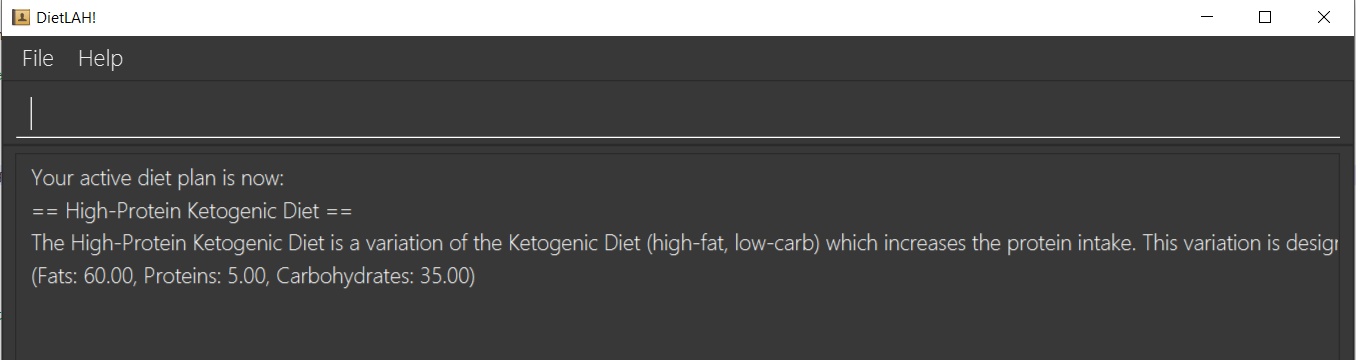 DietLAH!
File Help
Your active diet plan is now:
== High-Protein Ketogenic Diet ==
The High-Protein Ketogenic Diet is a variation of the Ketogenic Diet (high-fat, low-carb) which increases the protein intake. This variation is
(Fats: 60.00, Proteins: 5.00, Carbohydrates: 35.00)